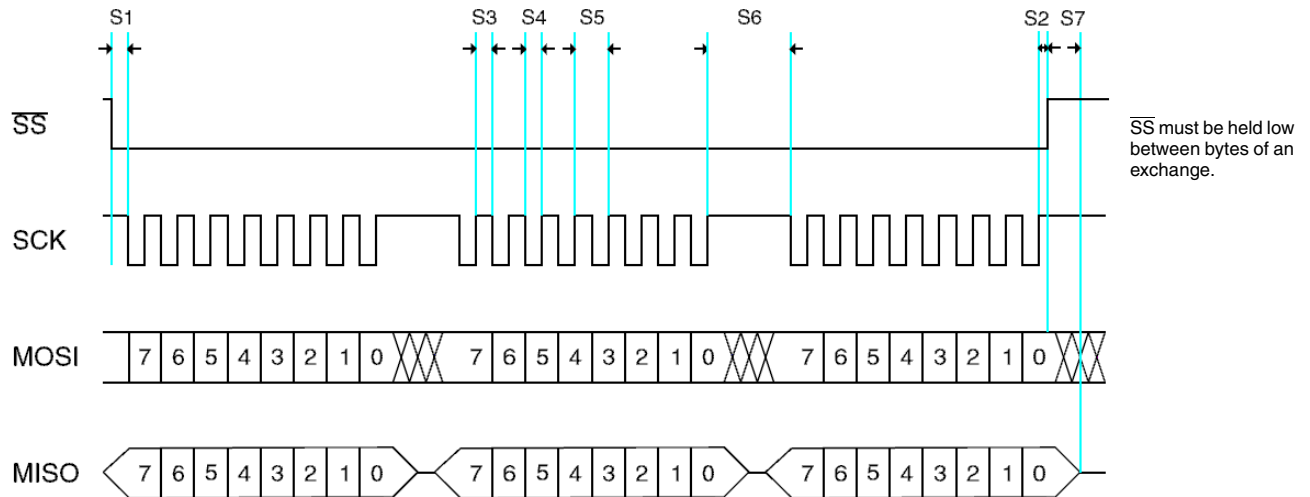 S1 S3 S4 S5 S6 S2 S7
S̅S̅
S̅S̅ must be held low
between bytes of an
exchange.
SCK
MOSI 7 6 5 4 3 2 1 0 7 6 5 4 3 2 1 0 7 6 5 4 3 2 1 0
MISO 7 6 5 4 3 2 1 0 7 6 5 4 3 2 1 0 7 6 5 4 3 2 1 0